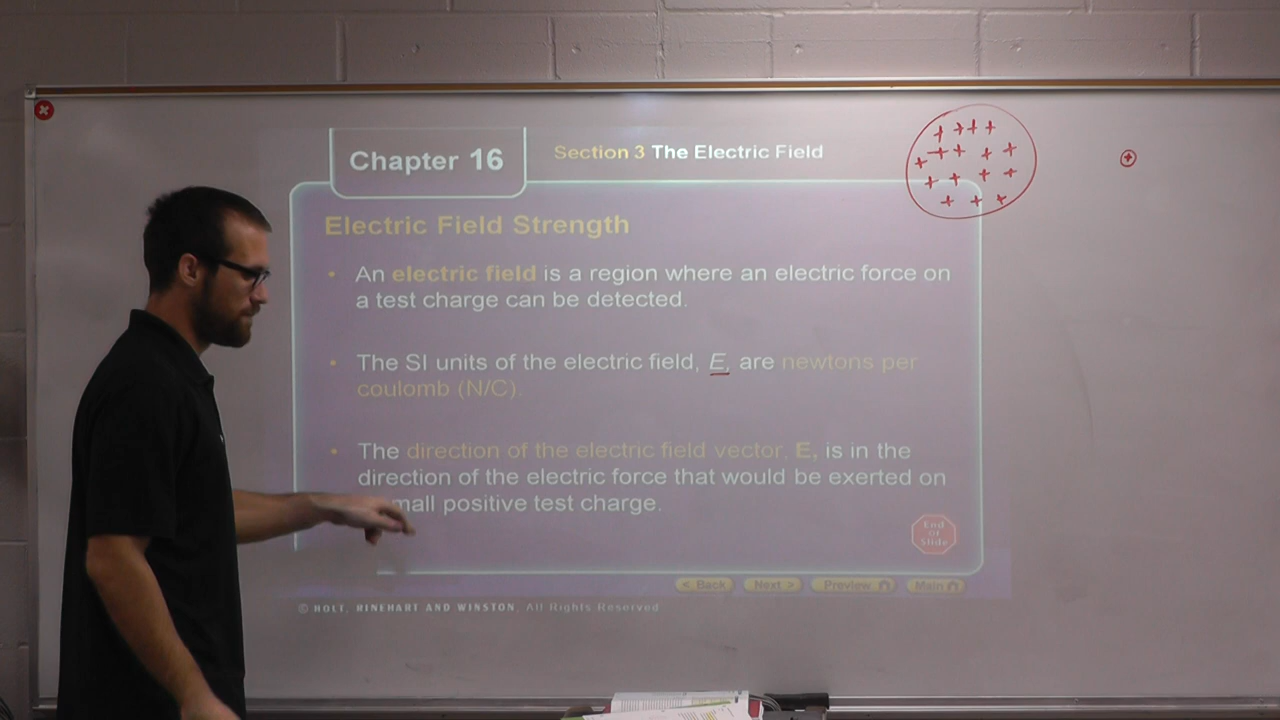 Chapter 16
Section 3 The Electric Field
Electric Field Strength
• An electric field is a region where an electric force on
a test charge can be detected.
• The SI units of the electric field, E, are newtons per
coulomb (N/C).
• The direction of the electric field vector, E, is in the
direction of the electric force that would be exerted on
mall positive test charge.
End
of
Slide
< Back Next > Preview Main
© HOLT, RINEHART AND WINSTON, All Rights Reserved